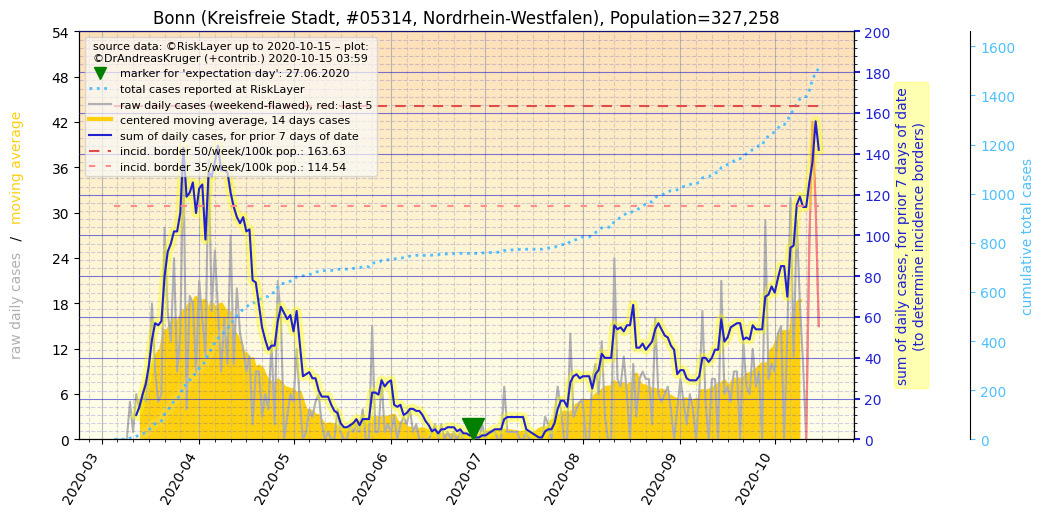 Bonn (Kreisfreie Stadt, #05314, Nordrhein-Westfalen), Population=327,258
source data: ©RiskLayer up to 2020-10-15 – plot:
©DrAndreasKruger (+contrib.) 2020-10-15 03:59
marker for 'expectation day': 27.06.2020
total cases reported at RiskLayer
raw daily cases (weekend-flawed), red: last 5
centered moving average, 14 days cases
sum of daily cases, for prior 7 days of date
incid. border 50/week/100k pop.: 163.63
incid. border 35/week/100k pop.: 114.54
raw daily cases / moving average
54
48
42
36
30
24
18
12
6
0
2020-03
2020-04
2020-05
2020-06
2020-07
2020-08
2020-09
2020-10
200
180
160
140
120
100
80
60
40
20
0
sum of daily cases, for prior 7 days of date
(to determine incidence borders)
1600
1400
1200
1000
800
600
400
200
0
cumulative total cases